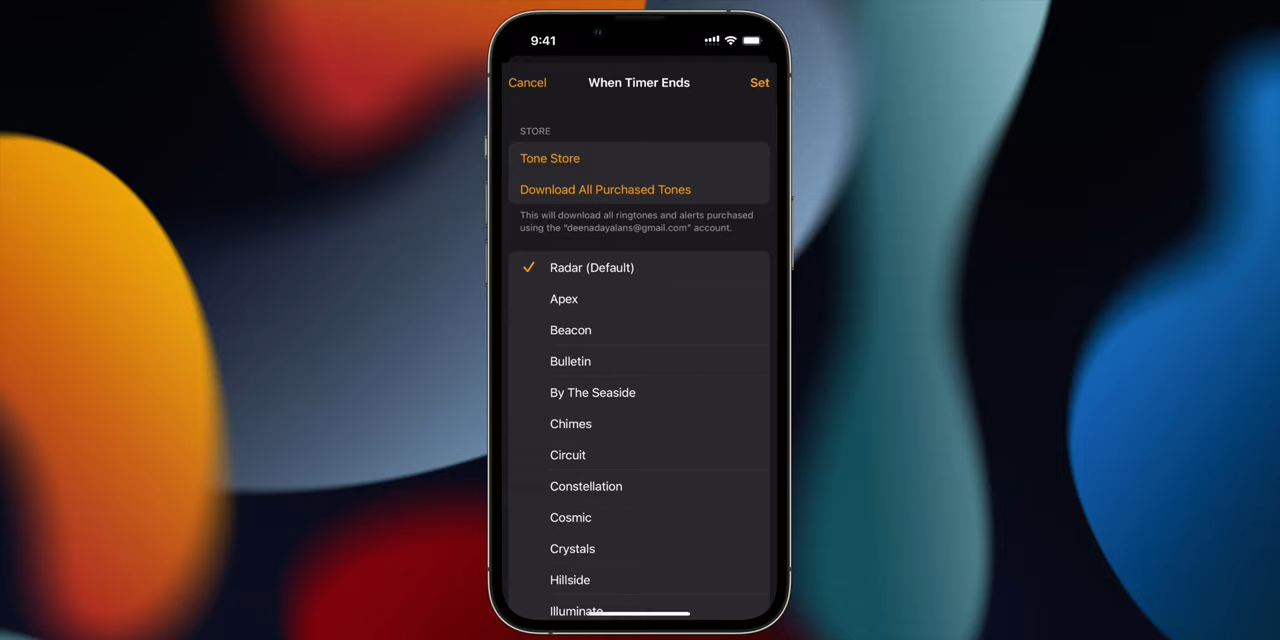 9:41
Cancel When Timer Ends Set
STORE
Tone Store
Download All Purchased Tones
This will download all ringtones and alerts purchased
using the “deenadayalans@gmail.com” account.
Radar (Default)
Apex
Beacon
Bulletin
By The Seaside
Chimes
Circuit
Constellation
Cosmic
Crystals
Hillside
Illuminate